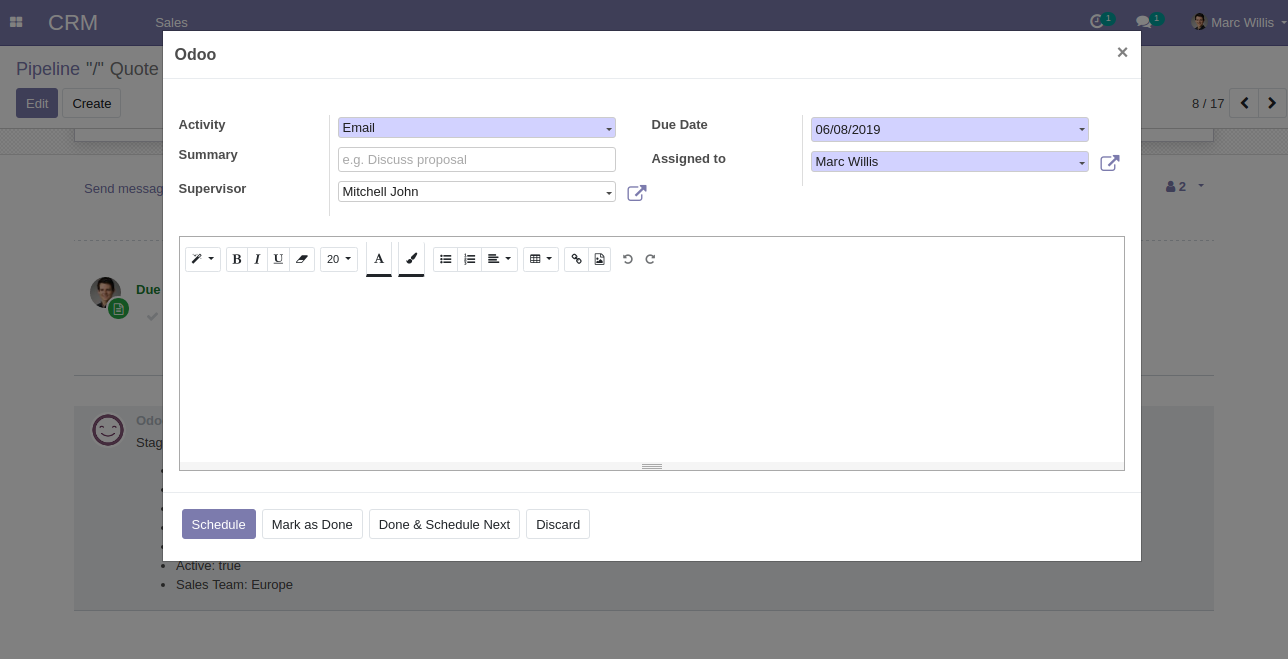 CRM
Sales
1
1
Marc Willis
Odoo
×
Pipeline "/" Quote
Edit
Create
8 / 17
Activity
Email
Due Date
06/08/2019
Summary
e.g. Discuss proposal
Assigned to
Marc Willis
Supervisor
Mitchell John
Send messag
2
B I U
20
A
Due
Odo
Stag
Schedule
Mark as Done
Done & Schedule Next
Discard
Active: true
Sales Team: Europe